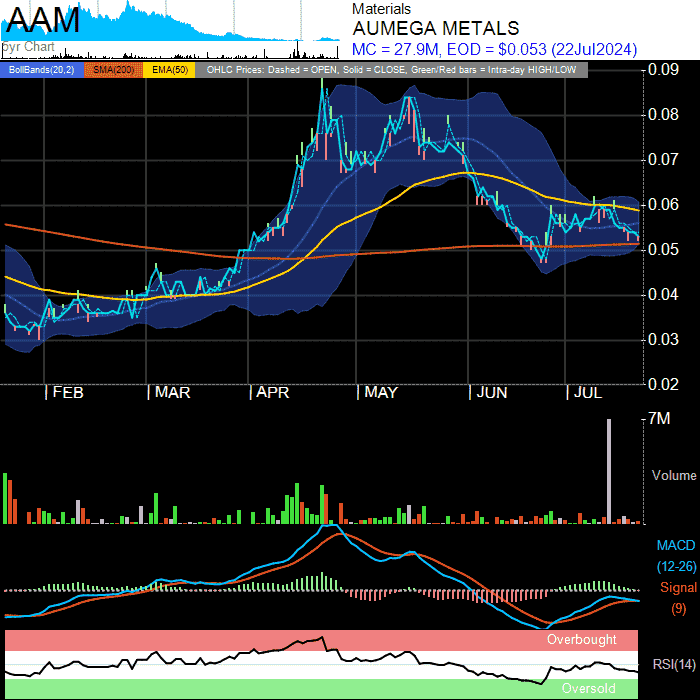 AAM
Materials
AUMEGA METALS
MC = 27.9M, EOD = $0.053 (22Jul2024)
5yr Chart
BollBands(20,2) SMA(200) EMA(50) OHLC Prices: Dashed = OPEN, Solid = CLOSE, Green/Red bars = Intra-day HIGH/LOW
0.09
0.08
0.07
0.06
0.05
0.04
0.03
0.02
FEB MAR APR MAY JUN JUL
7M
Volume
MACD
(12-26)
Signal
(9)
Overbought
RSI(14)
Oversold